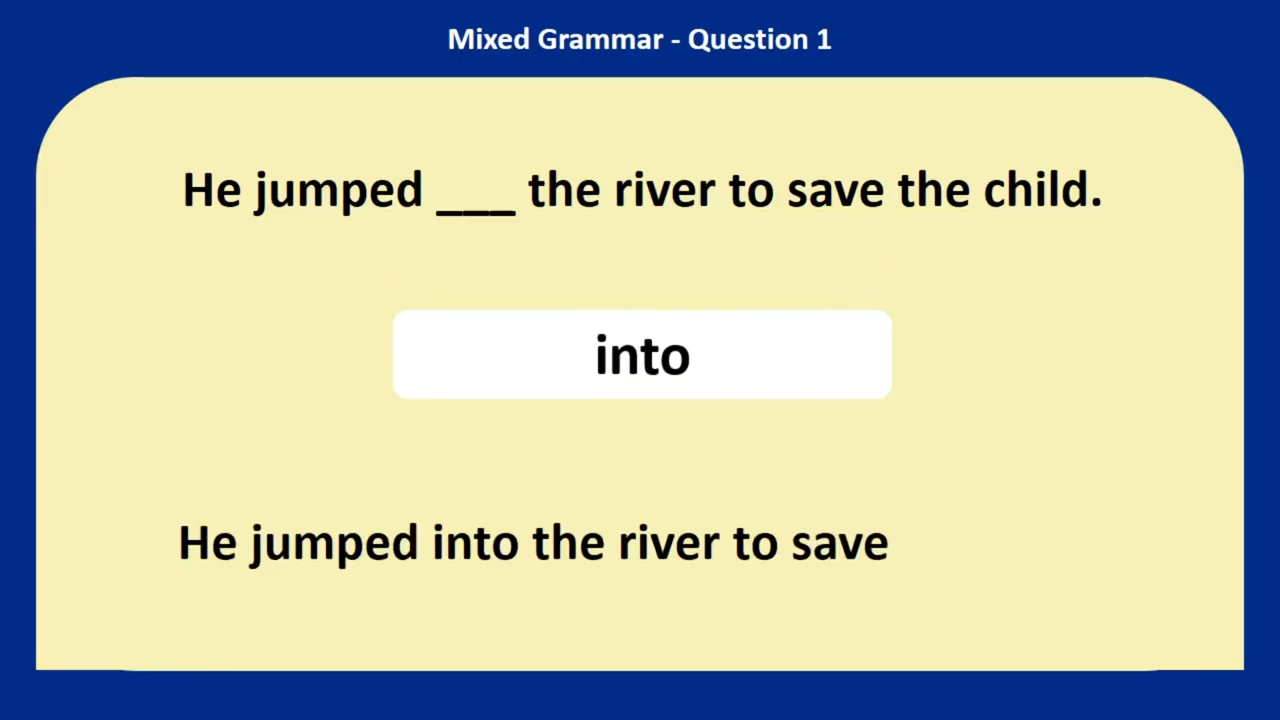 Mixed Grammar - Question 1
He jumped ___ the river to save the child.
into
He jumped into the river to save